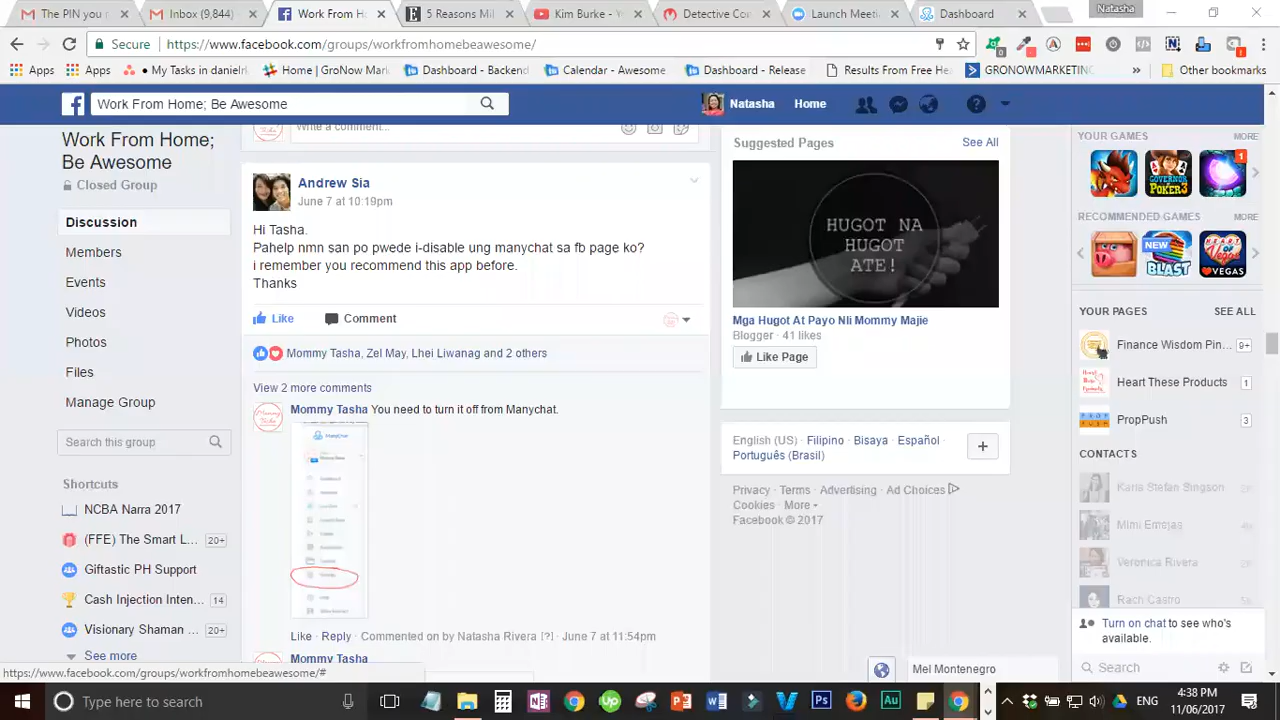 The PIN you m
Inbox (9,844)
Work From H
5 Reasons Mil
Kim Burke - Yo
Detective Con
Launch Meeti
Dashboard
Natasha
Secure https://www.facebook.com/groups/workfromhomebeawesome/
Apps
Apps
My Tasks in danielr
Home | GroNow Mark
Dashboard - Backend
Calendar - Awesome
Dashboard - Release
Results From Free He
GRONOWMARKETING
Other bookmarks
Work From Home; Be Awesome
Natasha
Home
Work From Home;
Be Awesome
Closed Group
Discussion
Members
Events
Videos
Photos
Files
Manage Group
Search this group
Shortcuts
NCBA Narra 2017
(FFE) The Smart L... 20+
Giftastic PH Support
Cash Injection Inten... 14
Visionary Shaman ... 20+
See more
https://www.facebook.com/groups/workfromhomebeawesome/#
Write a comment...
Andrew Sia
June 7 at 10:19pm
Hi Tasha.
Pahelp nmn san po pwede i-disable ung manychat sa fb page ko?
i remember you recommend this app before.
Thanks
Like Comment
Mommy Tasha, Zel May, Lhei Liwanag and 2 others
View 2 more comments
Mommy Tasha You need to turn it off from Manychat.
Like · Reply · Commented on by Natasha Rivera [?] · June 7 at 11:54pm
Mommy Tasha
Suggested Pages
See All
HUGOT NA
HUGOT
ATE!
Mga Hugot At Payo Nli Mommy Majie
Blogger · 41 likes
Like Page
English (US) · Filipino · Bisaya · Español ·
Português (Brasil)
Privacy · Terms · Advertising · Ad Choices
Cookies · More
Facebook © 2017
YOUR GAMES
MORE
GOVERNOR
POKER3
1
RECOMMENDED GAMES
MORE
NEW
BLAST
HEART OF
VEGAS
YOUR PAGES
SEE ALL
Finance Wisdom Pin... 9+
Heart These Products 1
PropPush 3
CONTACTS
Karla Stefan Singson
Mimi Emejas
Veronica Rivera
Rach Castro
Turn on chat to see who's
available.
Mel Montenegro
Search
Type here to search
ENG
4:38 PM
11/06/2017